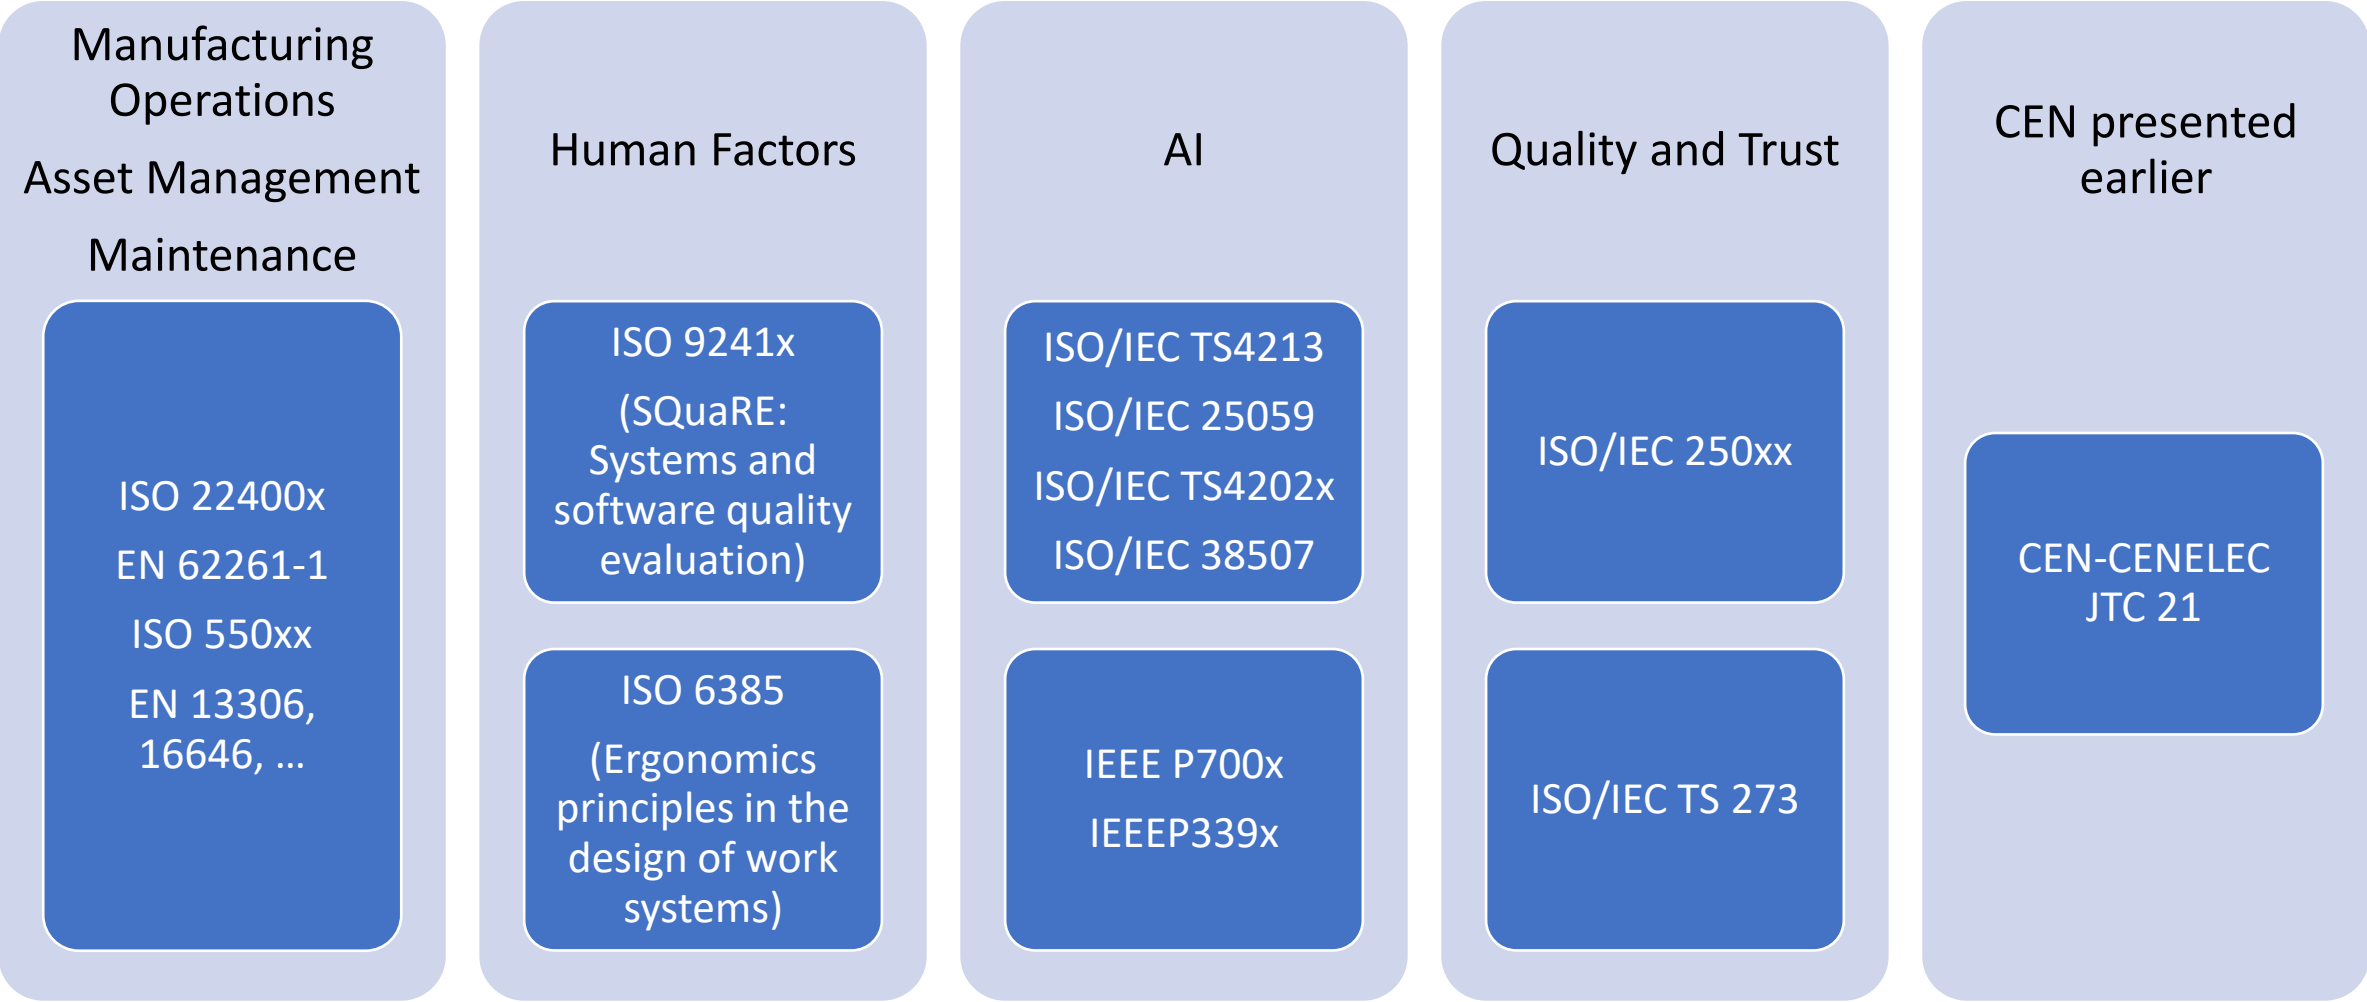 Manufacturing
Operations
Asset Management
Maintenance
ISO 22400x
EN 62261-1
ISO 550xx
EN 13306,
16646, ...
Human Factors
ISO 9241x
(SQuaRE:
Systems and
software quality
evaluation)
ISO 6385
(Ergonomics
principles in the
design of work
systems)
AI
ISO/IEC TS4213
ISO/IEC 25059
ISO/IEC TS4202x
ISO/IEC 38507
IEEE P700x
IEEEP339x
Quality and Trust
ISO/IEC 250xx
ISO/IEC TS 273
CEN presented
earlier
CEN-CENELEC
JTC 21